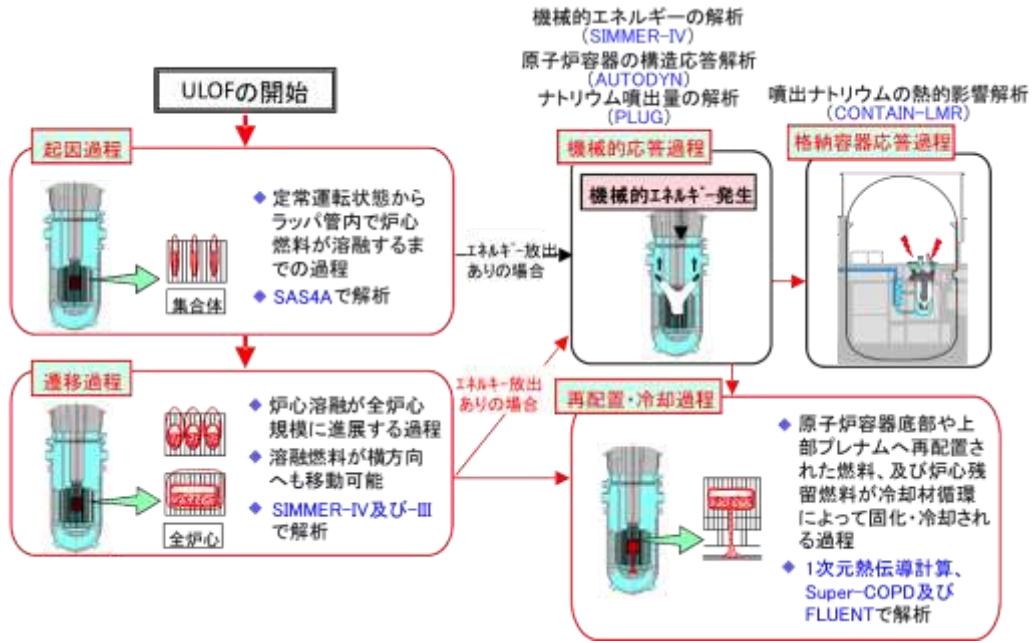 機械的エネルギーの解析
(SIMMER-IV)
原子炉容器の構造応答解析
(AUTODYN)
ナトリウム噴出量の解析
(PLUG)
噴出ナトリウムの熱的影響解析
(CONTAIN-LMR)
ULOFの開始
起因過程
◆ 定常運転状態から
ラッパ管内で炉心
燃料が溶融するま
での過程
◆ SAS4Aで解析
集合体
エネルギー放出
ありの場合
機械的応答過程
機械的エネルギー発生
格納容器応答過程
遷移過程
◆ 炉心溶融が全炉心
規模に進展する過程
◆ 溶融燃料が横方向
へも移動可能
◆ SIMMER-IV及び-III
で解析
全炉心
エネルギー放出
ありの場合
再配置・冷却過程
◆ 原子炉容器底部や上
部プレナムへ再配置さ
れた燃料、及び炉心残
留燃料が冷却材循環
によって固化・冷却され
る過程
◆ 1次元熱伝導計算、
Super-COPD及び
FLUENTで解析